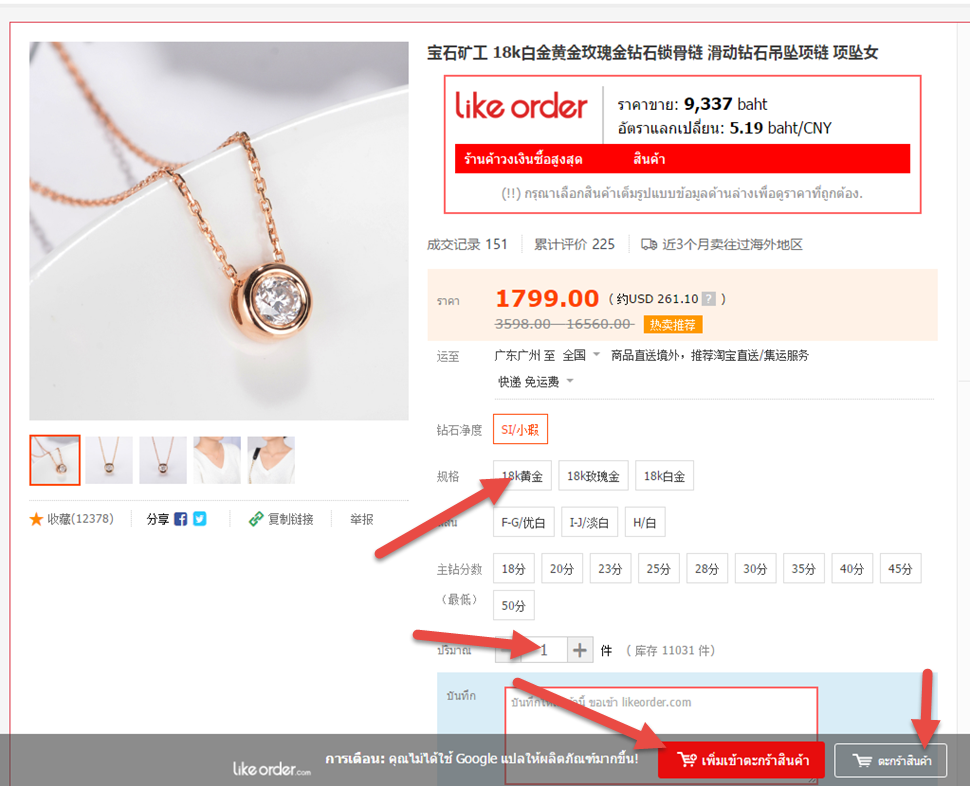 宝石矿工 18k白金黄金玫瑰金钻石锁骨链 滑动钻石吊坠项链 项坠女
like order
ราคาขาย: 9,337 baht
อัตราแลกเปลี่ยน: 5.19 baht/CNY
ร้านค้าวงเงินซื้อสูงสุด สินค้า
(!!) กรุณาเลือกสินค้าเต็มรูปแบบข้อมูลด้านล่างเพื่อดูราคาที่ถูกต้อง.
成交记录 151 累计评价 225 近3个月卖往过海外地区
ราคา 1799.00 ( 约USD 261.10 ? )
3598.00 - 16560.00 热卖推荐
运至 广东广州 至 全国 商品直送境外，推荐淘宝直送/集运服务
快递 免运费
钻石净度 SI/小瑕
规格 18k黄金 18k玫瑰金 18k白金
F-G/优白 I-J/淡白 H/白
主钻分数 18分 20分 23分 25分 28分 30分 35分 40分 45分
（最低） 50分
ปริมาณ 1 + 件 （ 库存 11031 件）
收藏(12378) 分享 复制链接 举报
บันทึก
ขอเข้า likeorder.com
likeorder.com
การเตือน: คุณไม่ได้ใช้ Google แปลให้ผลิตภัณฑ์มากขึ้น!
เพิ่มเข้าตะกร้าสินค้า
ตะกร้าสินค้า